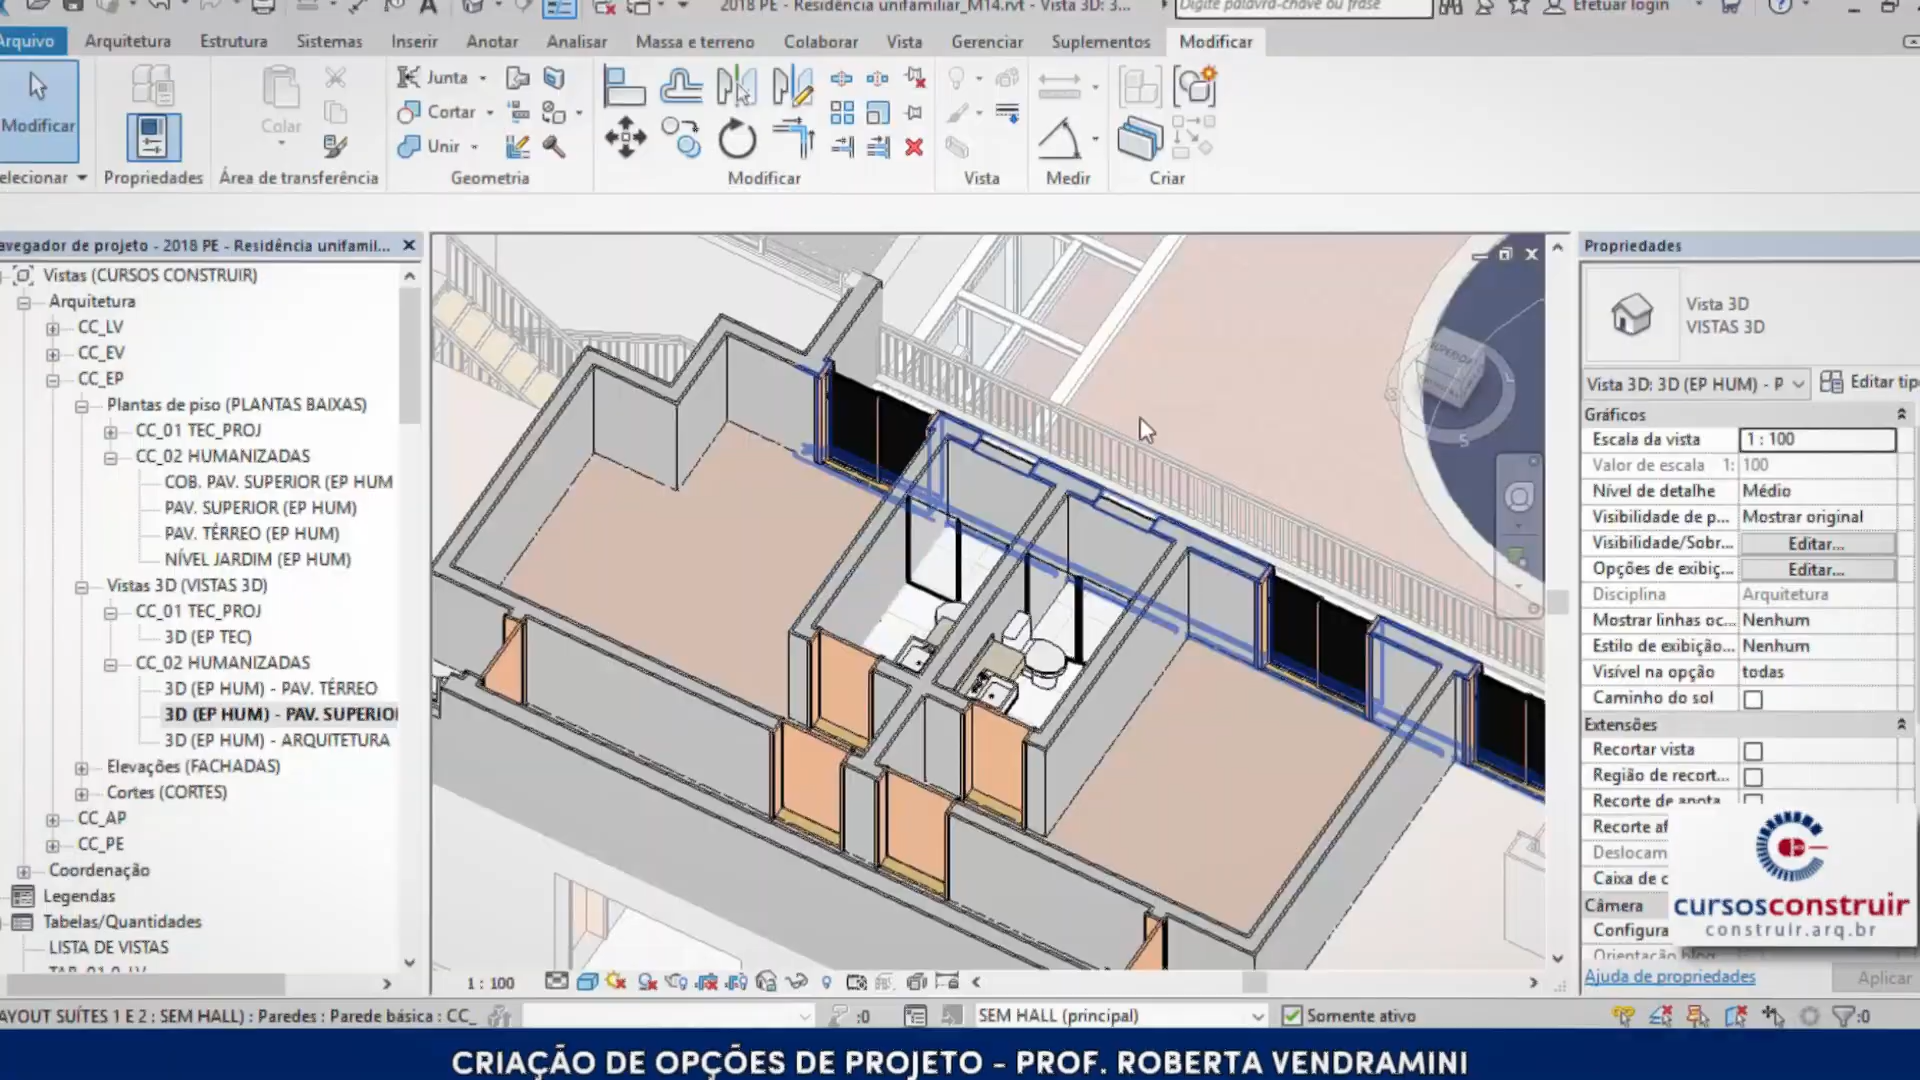 2018 PE - Residência unifamiliar_M14.rvt - Vista 3D: 3...
Digite palavra-chave ou frase
Efetuar login
Arquivo
Arquitetura
Estrutura
Sistemas
Inserir
Anotar
Analisar
Massa e terreno
Colaborar
Vista
Gerenciar
Suplementos
Modificar
Modificar
Colar
Junta
Cortar
Unir
elecionar
Propriedades
Área de transferência
Geometria
Modificar
Vista
Medir
Criar
avegador de projeto - 2018 PE - Residência unifamil...
Vistas (CURSOS CONSTRUIR)
Arquitetura
CC_LV
CC_EV
CC_EP
Plantas de piso (PLANTAS BAIXAS)
CC_01 TEC_PROJ
CC_02 HUMANIZADAS
COB. PAV. SUPERIOR (EP HUM
PAV. SUPERIOR (EP HUM)
PAV. TÉRREO (EP HUM)
NÍVEL JARDIM (EP HUM)
Vistas 3D (VISTAS 3D)
CC_01 TEC_PROJ
3D (EP TEC)
CC_02 HUMANIZADAS
3D (EP HUM) - PAV. TÉRREO
3D (EP HUM) - PAV. SUPERIO
3D (EP HUM) - ARQUITETURA
Elevações (FACHADAS)
Cortes (CORTES)
CC_AP
CC_PE
Coordenação
Legendas
Tabelas/Quantidades
LISTA DE VISTAS
SUPERIOR
S
Propriedades
Vista 3D
VISTAS 3D
Vista 3D: 3D (EP HUM) - P
Editar tipo
Gráficos
Escala da vista 1 : 100
Valor de escala 1: 100
Nível de detalhe Médio
Visibilidade de p... Mostrar original
Visibilidade/Sobr... Editar...
Opções de exibiç... Editar...
Disciplina Arquitetura
Mostrar linhas oc... Nenhum
Estilo de exibição... Nenhum
Visível na opção todas
Caminho do sol
Extensões
Recortar vista
Região de recort...
Recorte de anota
Recorte af
Deslocam
Caixa de c
Câmera
Configura
Ajuda de propriedades
Aplicar
cursosconstruir
construir.arq.br
1 : 100
AYOUT SUÍTES 1 E 2 : SEM HALL) : Paredes : Parede básica : CC_
:0
SEM HALL (principal)
Somente ativo
:0
CRIAÇÃO DE OPÇÕES DE PROJETO - PROF. ROBERTA VENDRAMINI